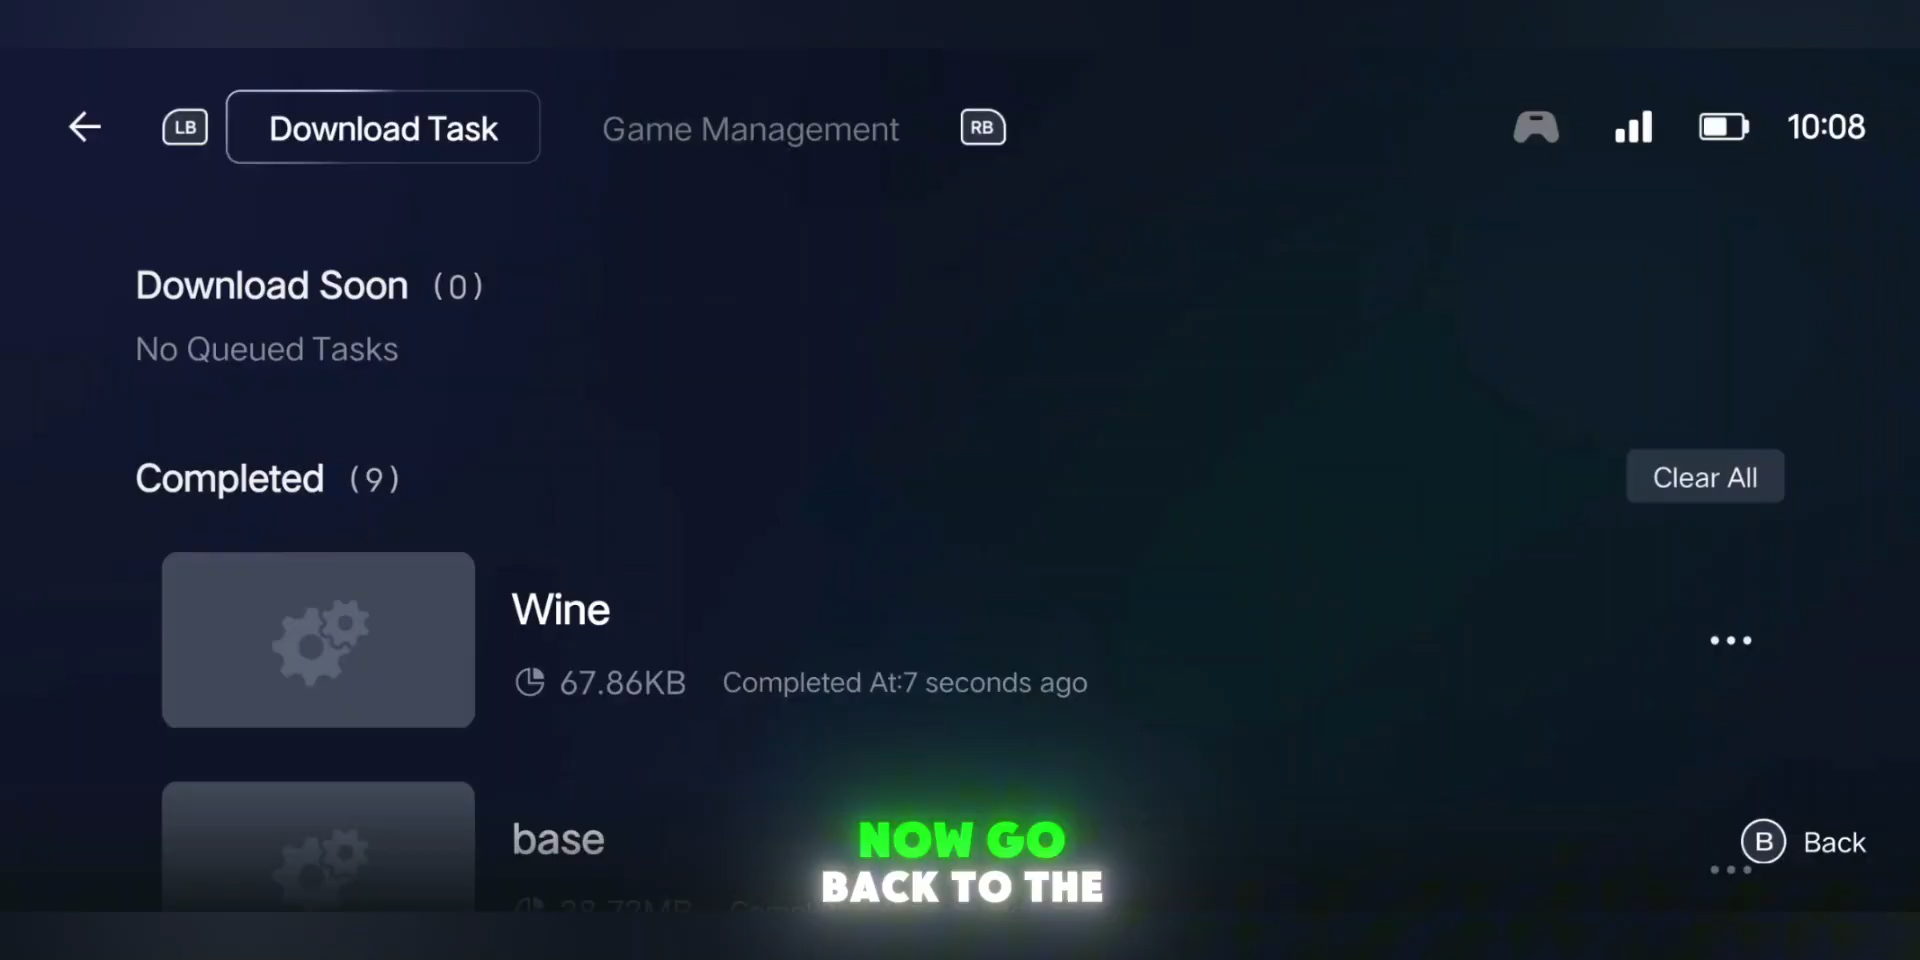 LB Download Task Game Management RB 10:08
Download Soon (0)
No Queued Tasks
Completed (9) Clear All
Wine
67.86KB Completed At:7 seconds ago
base
NOW GO
BACK TO THE
B Back